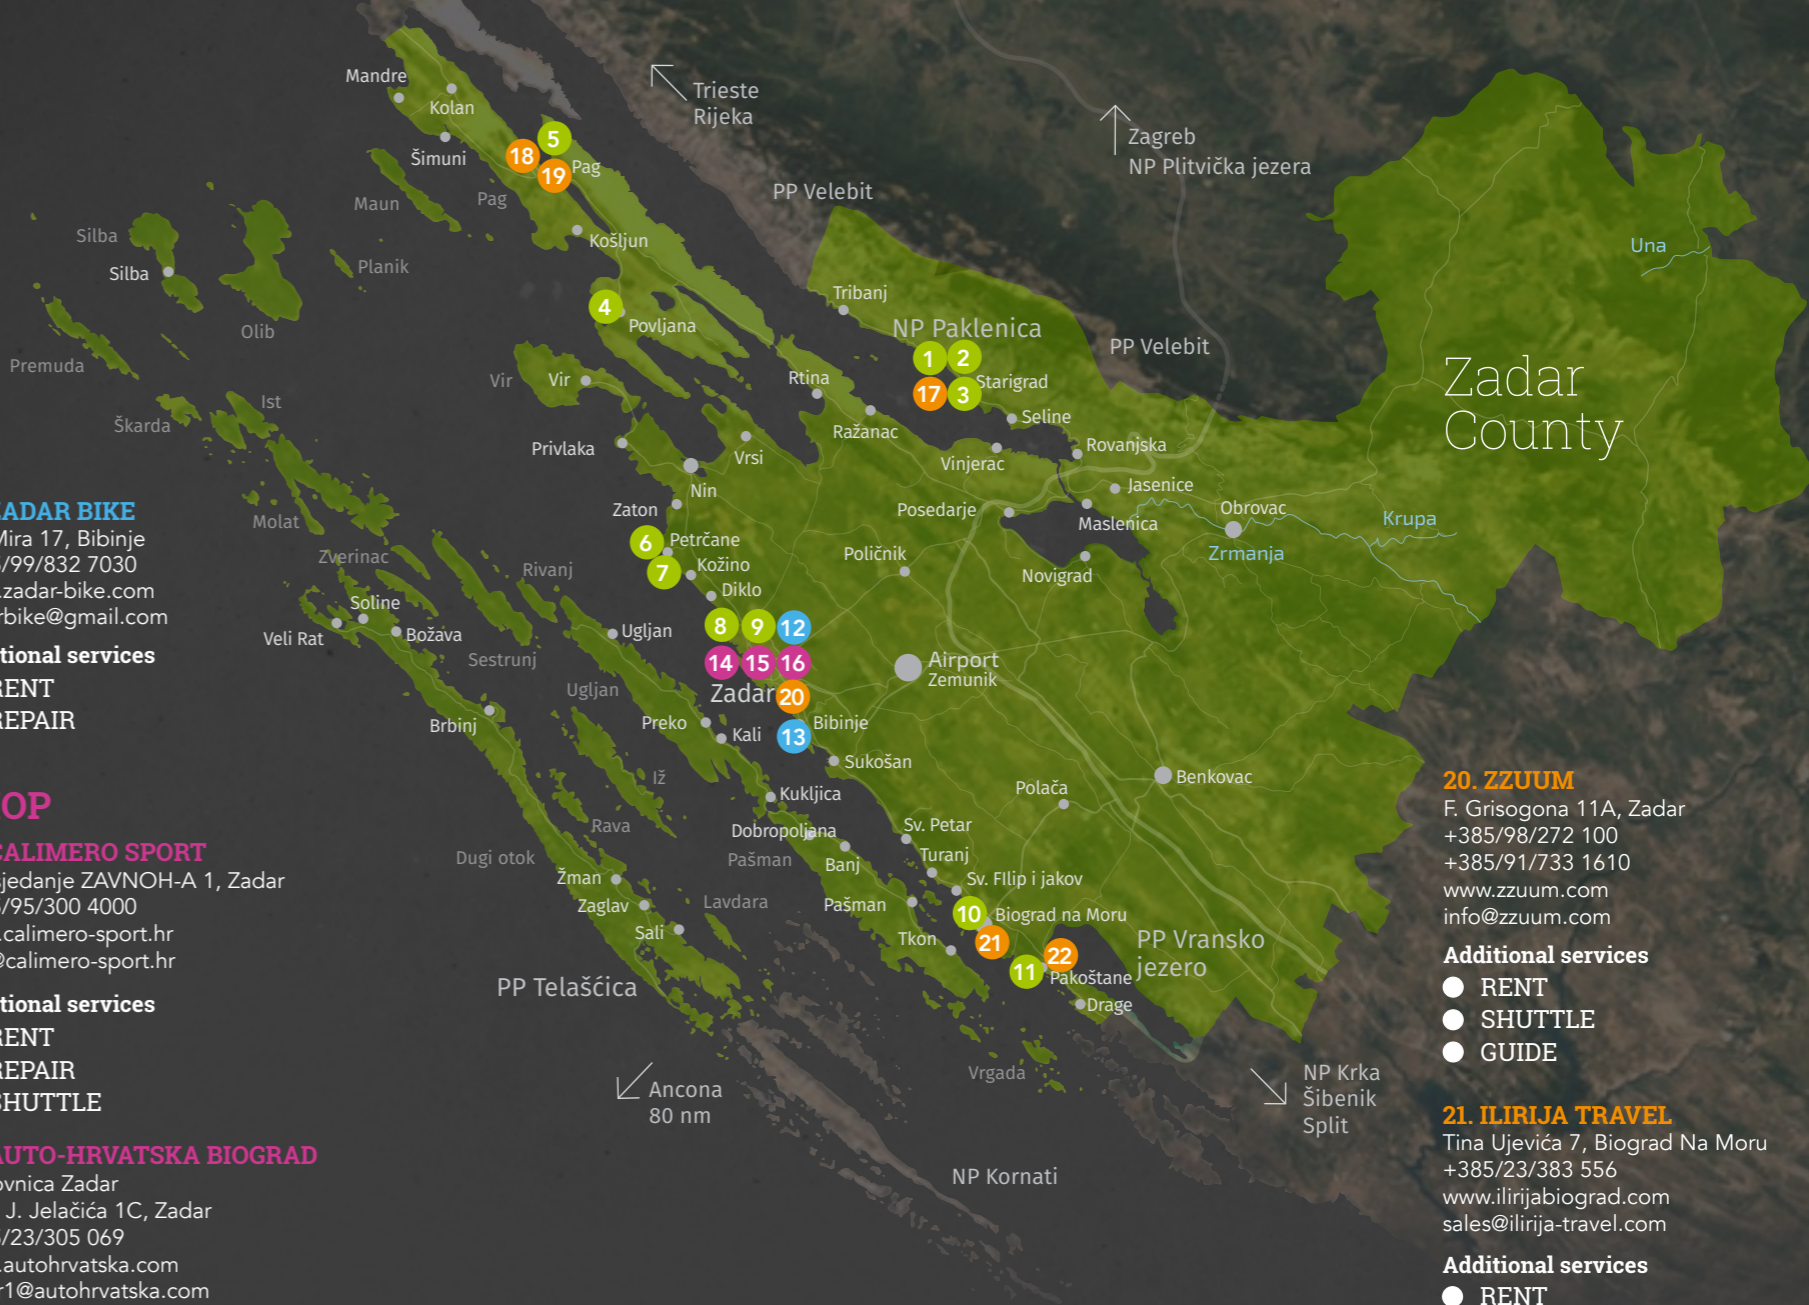 Mandre
Kolan
Šimuni
Trieste
Rijeka
Zagreb
NP Plitvička jezera
5
18
19
Pag
Maun
Pag
PP Velebit
Silba
Silba
Košljun
Planik
Una
Olib
4
Povljana
Tribanj
NP Paklenica
1
2
17
3
Starigrad
PP Velebit
Premuda
Vir
Vir
Rtina
Seline
Zadar
County
Škarda
Ist
Ražanac
Rovanjska
Privlaka
Vrsi
Vinjerac
Nin
Jasenice
Zaton
Posedarje
Maslenica
Obrovac
Krupa
Molat
Zrmanja
6
Petrčane
Poličnik
Zverinac
Rivanj
7
Kožino
Novigrad
Diklo
Soline
Veli Rat
Božava
Ugljan
8
9
12
Sestrunj
14
15
16
Airport
Zemunik
Ugljan
Zadar
20
Brbinj
Preko
Kali
13
Bibinje
Sukošan
Iž
Benkovac
Polača
Kukljica
Rava
Dobropoljana
Sv. Petar
Dugi otok
Pašman
Banj
Turanj
Žman
Sv. FIlip i jakov
Zaglav
Lavdara
Pašman
10
Biograd na Moru
Sali
Tkon
21
22
PP Vransko
jezero
11
Pakoštane
PP Telašćica
Drage
Vrgada
Ancona
80 nm
NP Krka
Šibenik
Split
NP Kornati
ZADAR BIKE
Mira 17, Bibinje
/99/832 7030
.zadar-bike.com
rbike@gmail.com
tional services
RENT
REPAIR
OP
CALIMERO SPORT
sjedanje ZAVNOH-A 1, Zadar
/95/300 4000
.calimero-sport.hr
@calimero-sport.hr
tional services
RENT
REPAIR
SHUTTLE
AUTO-HRVATSKA BIOGRAD
ovnica Zadar
J. Jelačića 1C, Zadar
/23/305 069
.autohrvatska.com
r1@autohrvatska.com
20. ZZUUM
F. Grisogona 11A, Zadar
+385/98/272 100
+385/91/733 1610
www.zzuum.com
info@zzuum.com
Additional services
RENT
SHUTTLE
GUIDE
21. ILIRIJA TRAVEL
Tina Ujevića 7, Biograd Na Moru
+385/23/383 556
www.ilirijabiograd.com
sales@ilirija-travel.com
Additional services
RENT